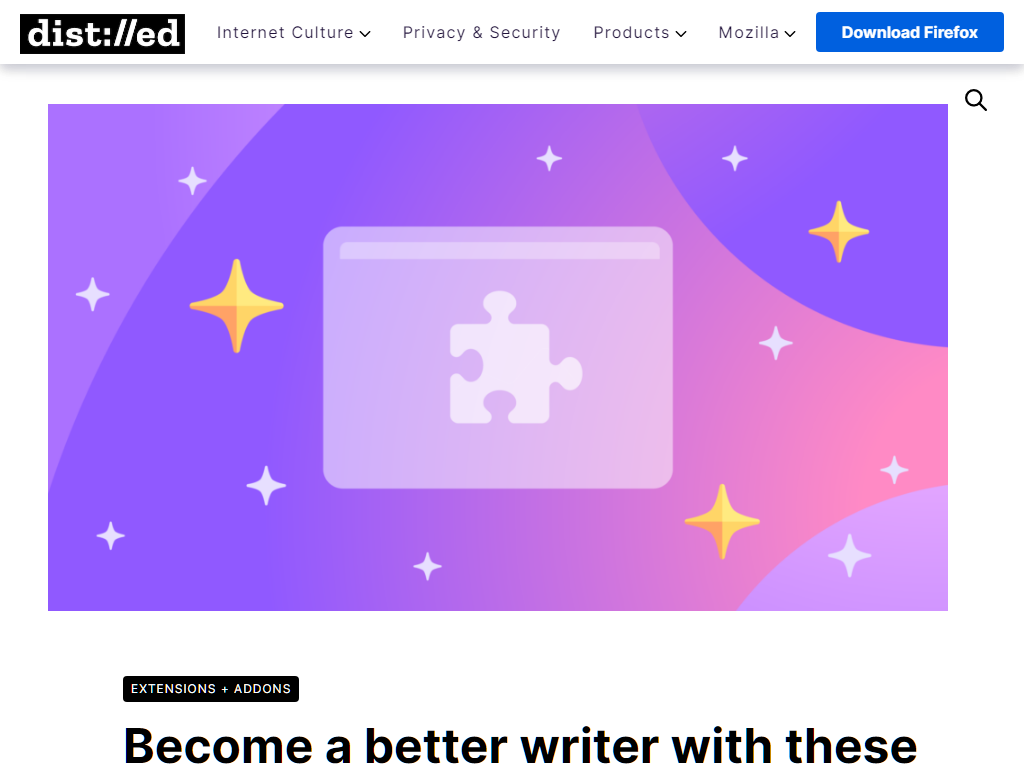 dist://ed
Internet Culture Privacy & Security Products Mozilla Download Firefox
EXTENSIONS + ADDONS
Become a better writer with these